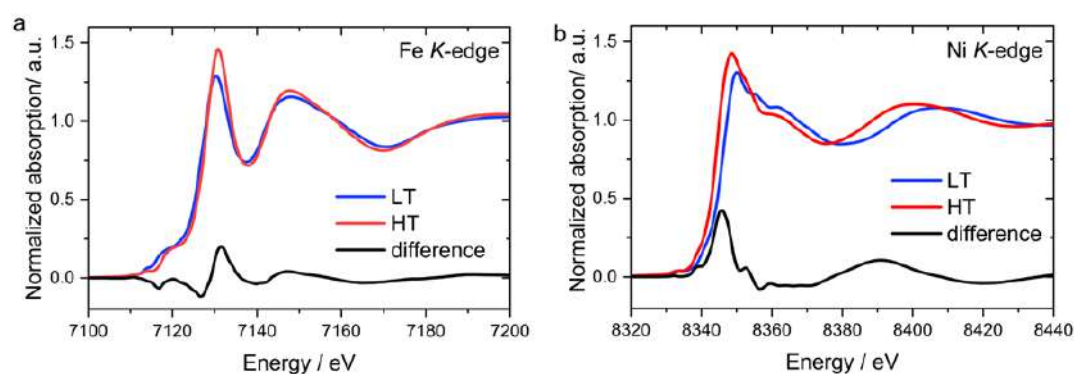 a
Fe K-edge
Normalized absorption/ a.u.
1.5
1.0
0.5
0.0
LT
HT
difference
7100 7120 7140 7160 7180 7200
Energy / eV
b
Ni K-edge
Normalized absorption/ a.u.
1.5
1.0
0.5
0.0
LT
HT
difference
8320 8340 8360 8380 8400 8420 8440
Energy / eV